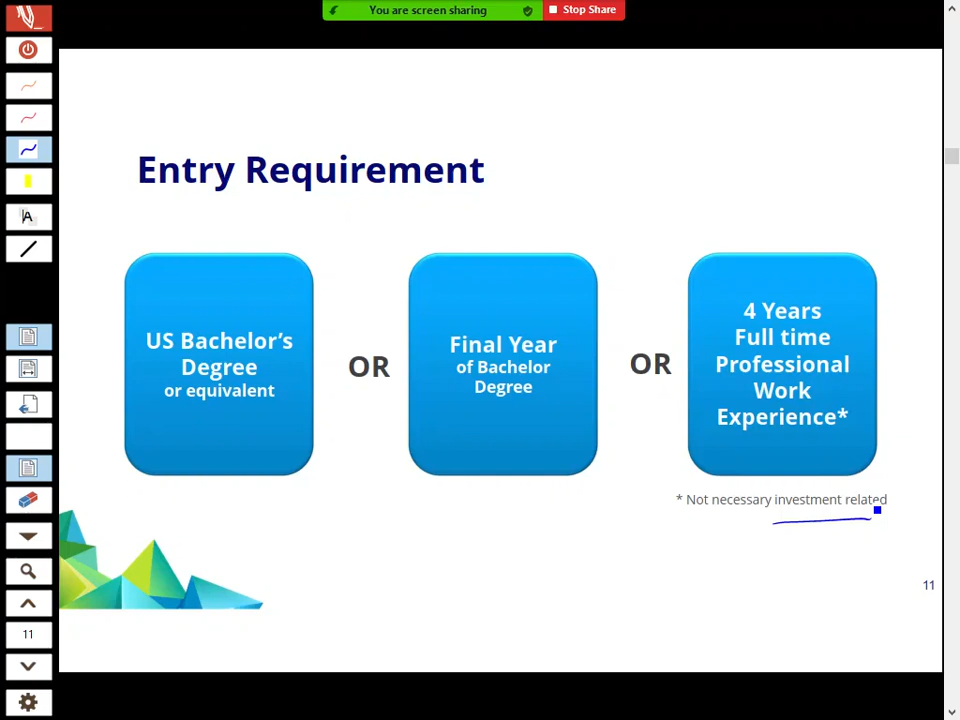 You are screen sharing
Stop Share
A
Entry Requirement
US Bachelor's
Degree
or equivalent
OR
Final Year
of Bachelor
Degree
OR
4 Years
Full time
Professional
Work
Experience*
* Not necessary investment related
11
11